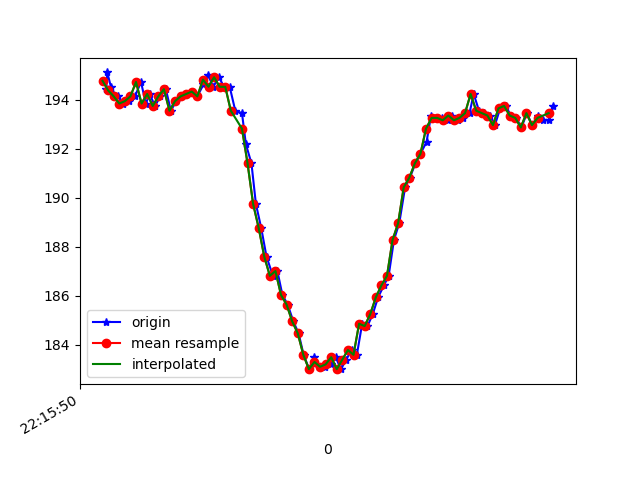 194
192
190
188
186
184
origin
mean resample
interpolated
22:15:50
0